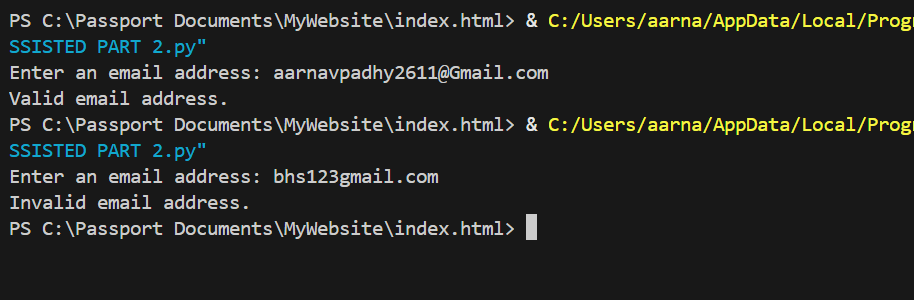 PS C:\Passport Documents\MyWebsite\index.html> & C:/Users/aarna/AppData/Local/Prog
SSISTED PART 2.py"
Enter an email address: aarnavpadhy2611@Gmail.com
Valid email address.
PS C:\Passport Documents\MyWebsite\index.html> & C:/Users/aarna/AppData/Local/Prog
SSISTED PART 2.py"
Enter an email address: bhs123gmail.com
Invalid email address.
PS C:\Passport Documents\MyWebsite\index.html>